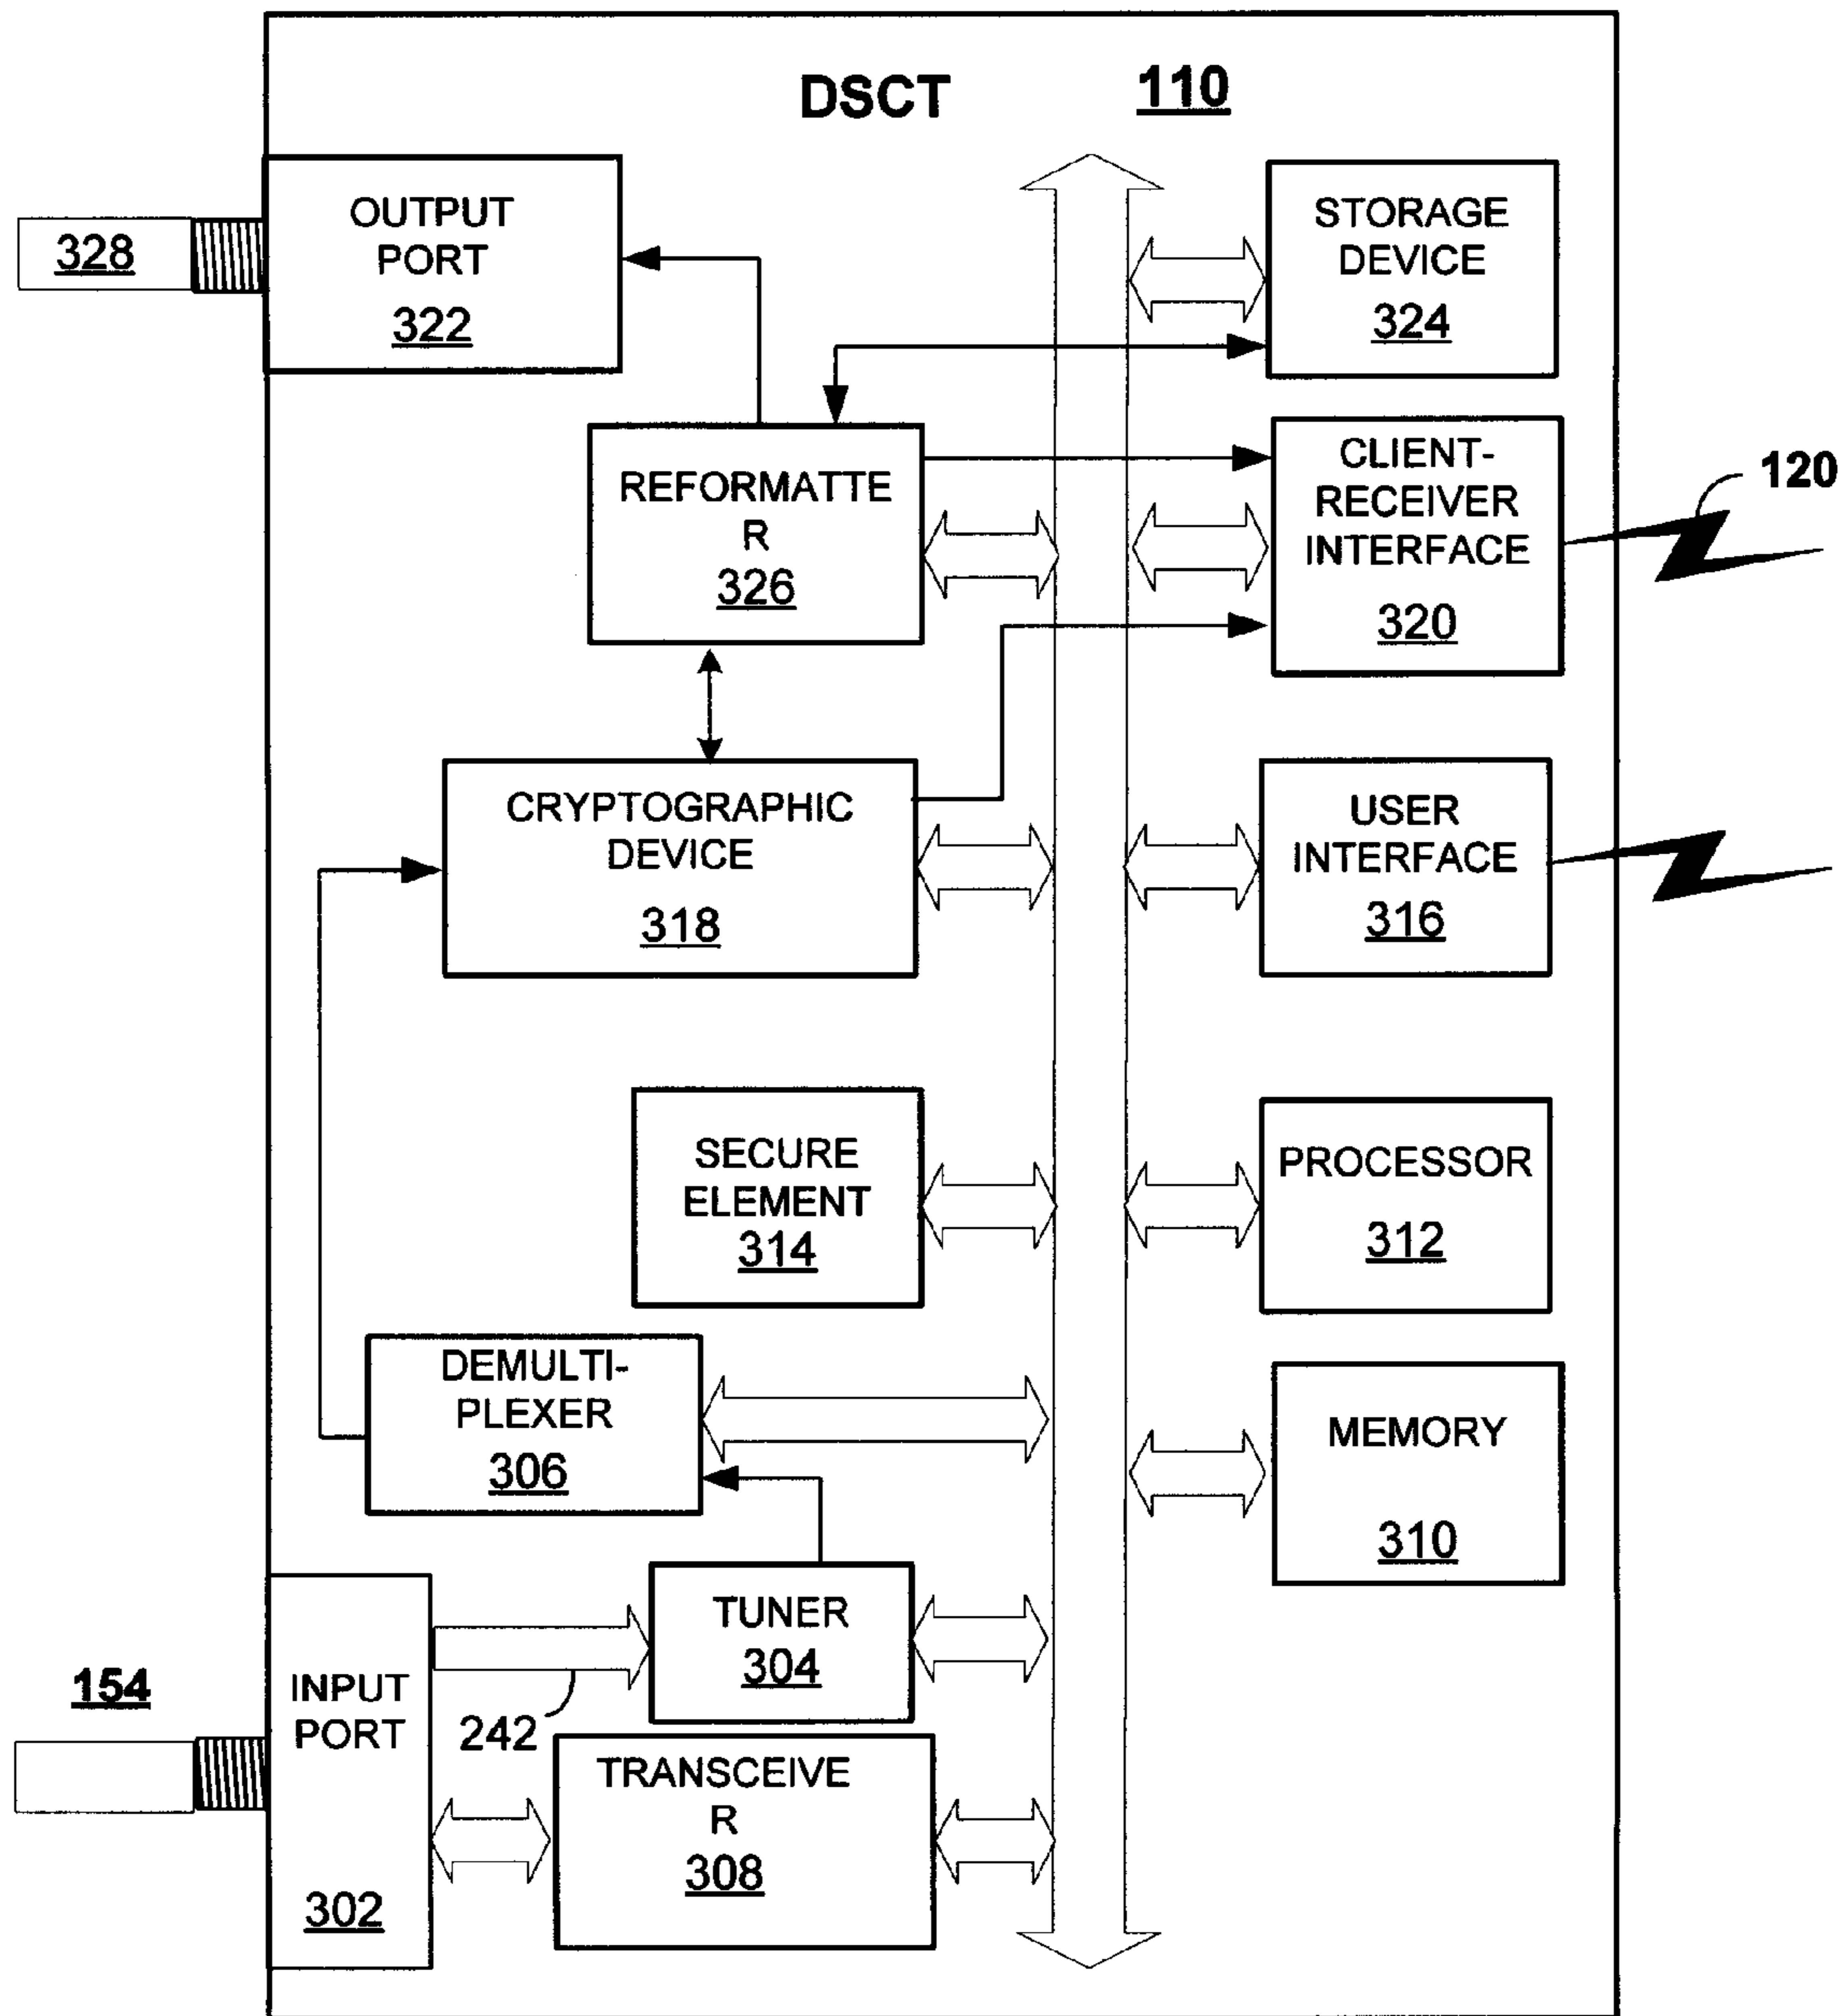 DSCT 110
OUTPUT
PORT
322
328
STORAGE
DEVICE
324
REFORMATTE
R
326
CLIENT-
RECEIVER
INTERFACE
320
120
CRYPTOGRAPHIC
DEVICE
318
USER
INTERFACE
316
SECURE
ELEMENT
314
PROCESSOR
312
DEMULTI-
PLEXER
306
MEMORY
310
TUNER
304
154
INPUT
PORT
302
242
TRANSCEIVE
R
308